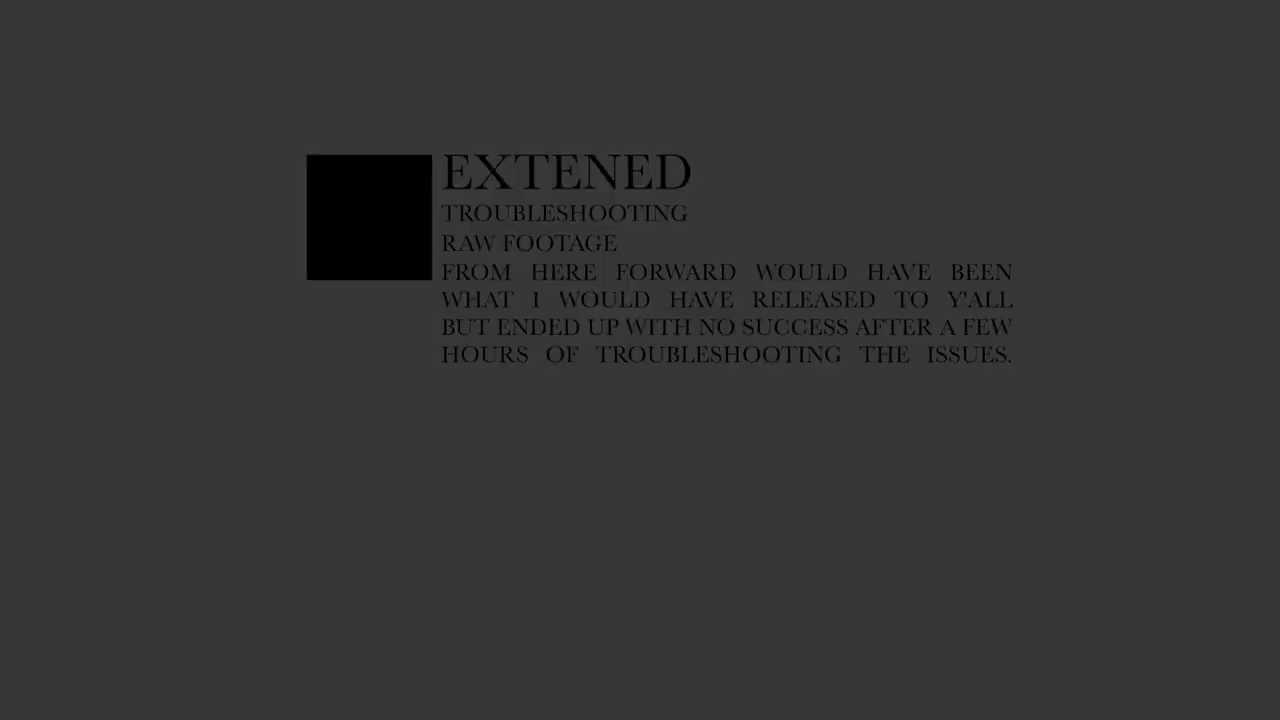 EXTENED
TROUBLESHOOTING
RAW FOOTAGE
FROM HERE FORWARD WOULD HAVE BEEN
WHAT I WOULD HAVE RELEASED TO Y'ALL
BUT ENDED UP WITH NO SUCCESS AFTER A FEW
HOURS OF TROUBLESHOOTING THE ISSUES.